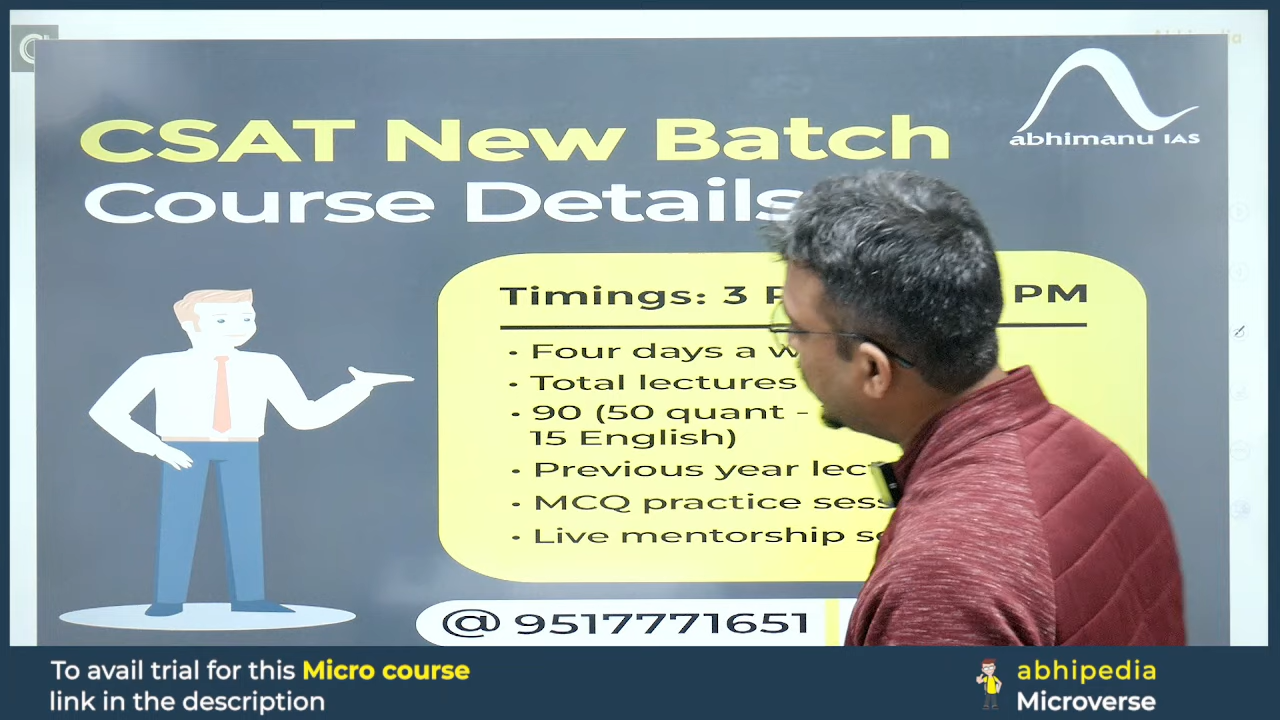 abhimanu IAS
CSAT New Batch
Course Details
Timings: 3 PM
• Four days a
• Total lectures
• 90 (50 quant -
15 English)
• Previous year
• MCQ practice
• Live mentorship
@ 9517771651
To avail trial for this Micro course
link in the description
abhipedia
Microverse